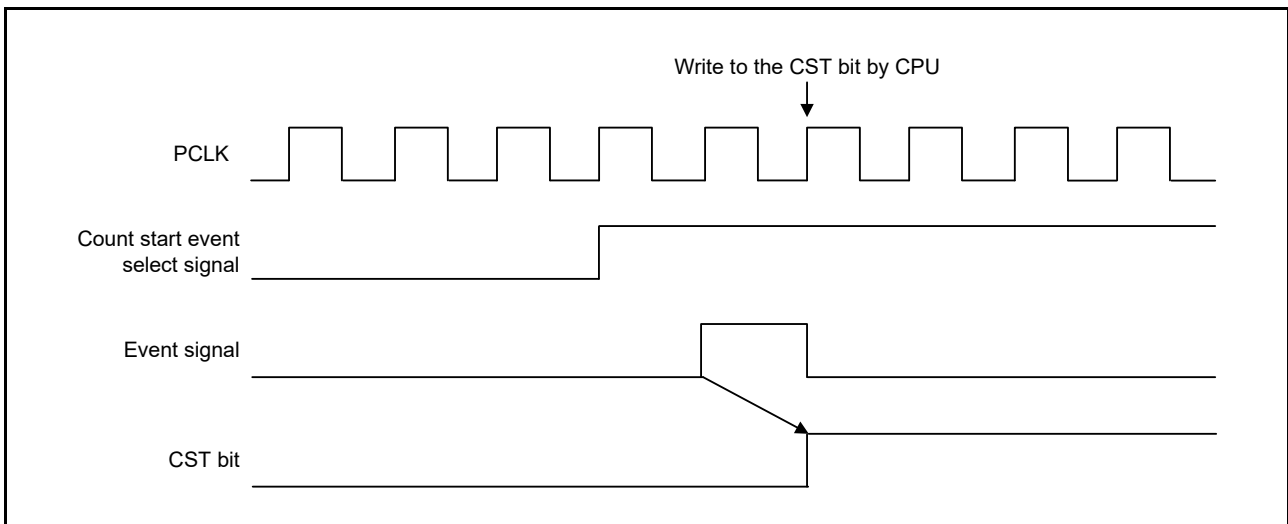 Write to the CST bit by CPU
PCLK
Count start event
select signal
Event signal
CST bit